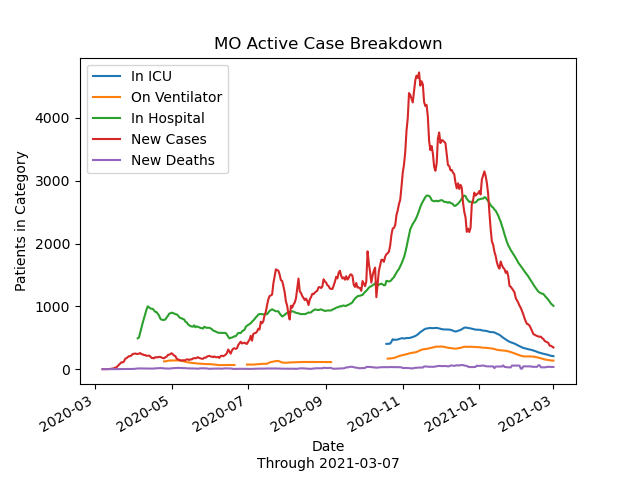 MO Active Case Breakdown
In ICU
On Ventilator
In Hospital
New Cases
New Deaths
Patients in Category
4000
3000
2000
1000
0
2020-03
2020-05
2020-07
2020-09
2020-11
2021-01
2021-03
Date
Through 2021-03-07